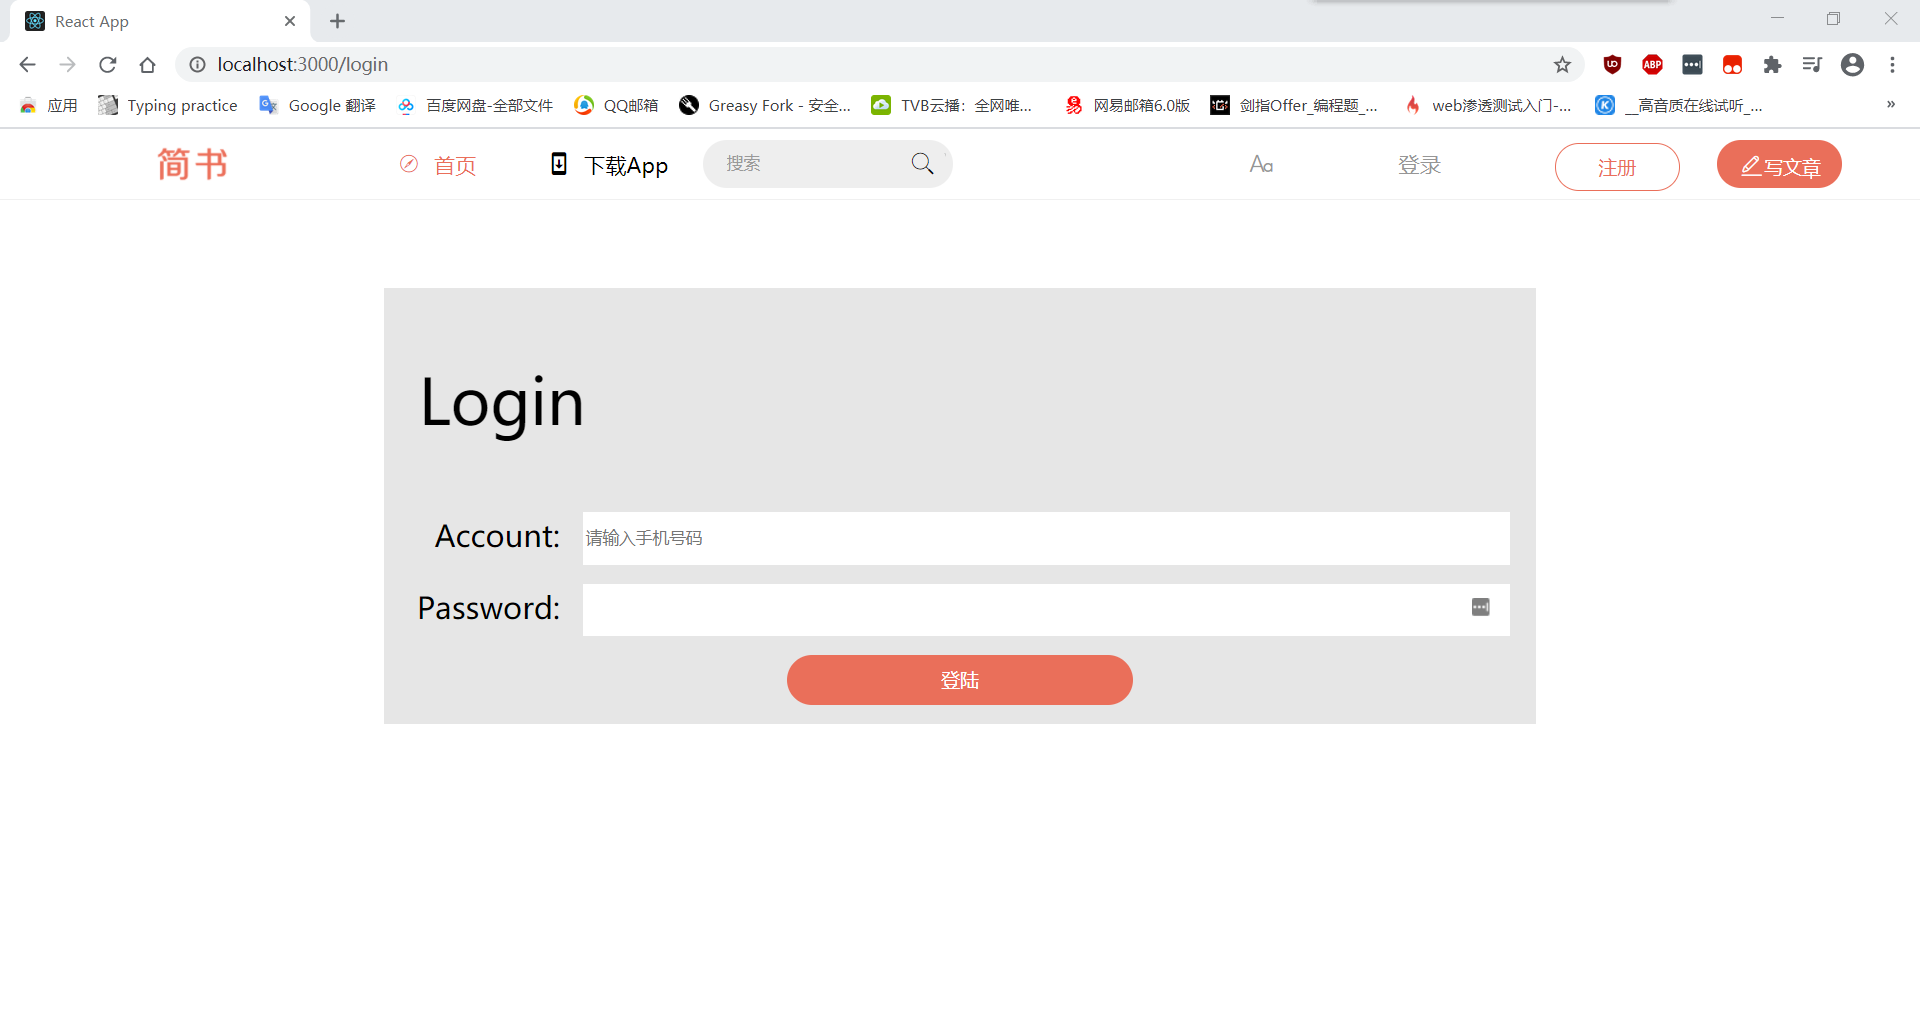 React App
localhost:3000/login
应用 Typing practice Google 翻译 百度网盘-全部文件 QQ邮箱 Greasy Fork - 安全... TVB云播：全网唯... 网易邮箱6.0版 剑指Offer_编程题_... web渗透测试入门-... __高音质在线试听_... »
简书 首页 下载App 搜索 Aa 登录 注册 写文章
Login
Account: 请输入手机号码
Password:
登陆